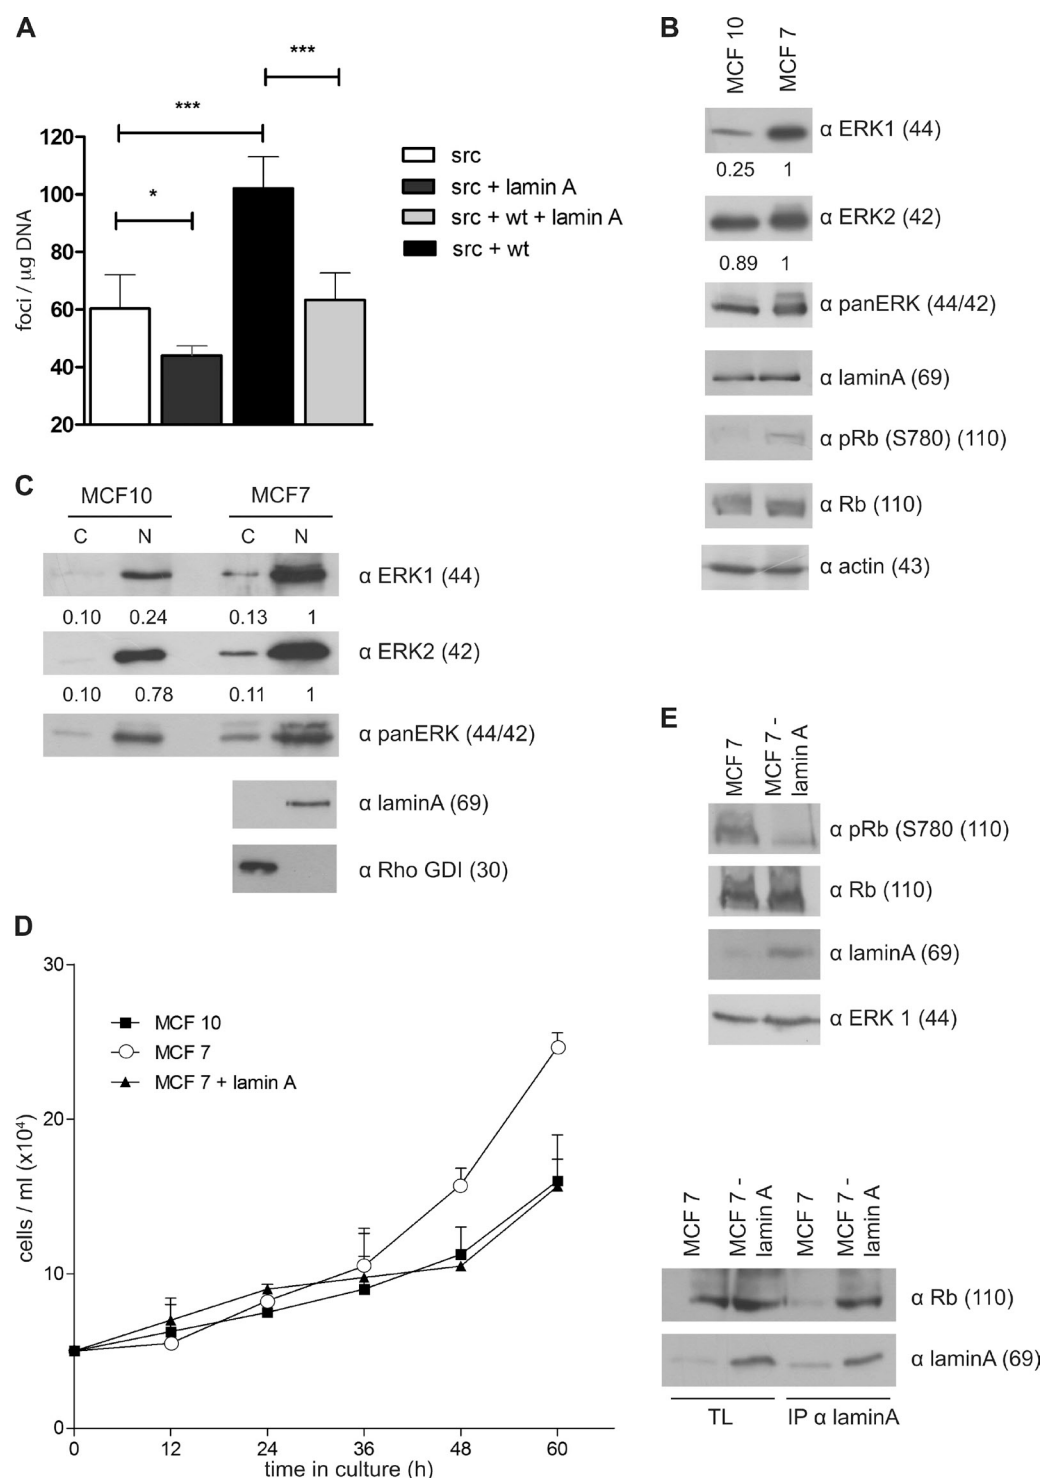 A
***
***
*
foci / μg DNA
120
100
80
60
40
20
src
src + lamin A
src + wt + lamin A
src + wt
B
MCF 10
MCF 7
α ERK1 (44)
0.25 1
α ERK2 (42)
0.89 1
α panERK (44/42)
α laminA (69)
α pRb (S780) (110)
α Rb (110)
α actin (43)
C
MCF10 MCF7
C N C N
α ERK1 (44)
0.10 0.24 0.13 1
α ERK2 (42)
0.10 0.78 0.11 1
α panERK (44/42)
α laminA (69)
α Rho GDI (30)
D
cells / ml (x10⁴)
30
20
10
0
MCF 10
MCF 7
MCF 7 + lamin A
0 12 24 36 48 60
time in culture (h)
E
MCF 7
MCF 7 -
lamin A
α pRb (S780 (110)
α Rb (110)
α laminA (69)
α ERK 1 (44)
MCF 7
MCF 7 -
lamin A
MCF 7
MCF 7 -
lamin A
α Rb (110)
α laminA (69)
TL IP α laminA